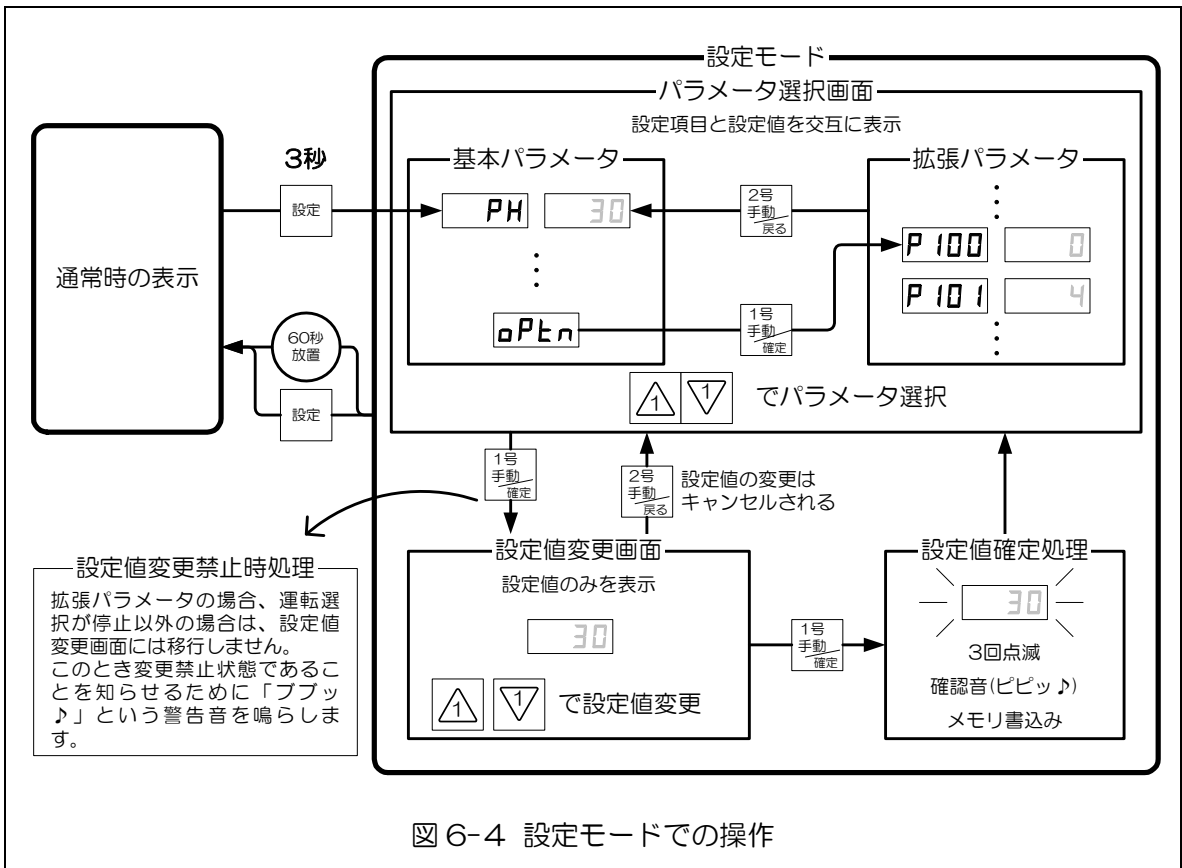 設定モード
パラメータ選択画面
設定項目と設定値を交互に表示
3秒
設定
通常時の表示
60秒
放置
設定
基本パラメータ
PH 30
oPtn
2号
手動
戻る
1号
手動
確定
拡張パラメータ
P100 0
P101 4
1 1 でパラメータ選択
1号
手動
確定
2号
手動
戻る
設定値の変更は
キャンセルされる
設定値変更禁止時処理
拡張パラメータの場合、運転選
択が停止以外の場合は、設定値
変更画面には移行しません。
このとき変更禁止状態であるこ
とを知らせるために「ブブッ
♪」という警告音を鳴らしま
す。
設定値変更画面
設定値のみを表示
30
1 1 で設定値変更
1号
手動
確定
設定値確定処理
30
3回点滅
確認音(ピピッ♪)
メモリ書込み
図6-4 設定モードでの操作